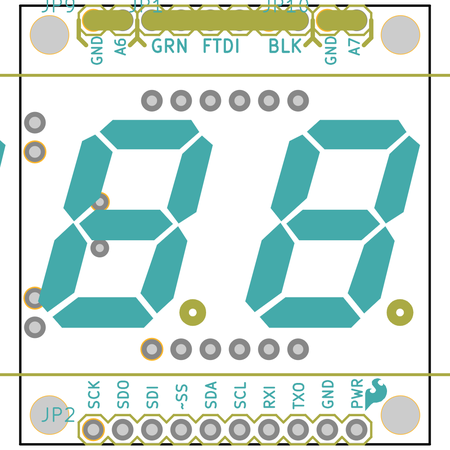 JP9 JP1 JP10
GND A6 GRN FTDI BLK GND A7
SCK SDO SDI ~SS SDA SCL RXI TXO GND PWR
JP2